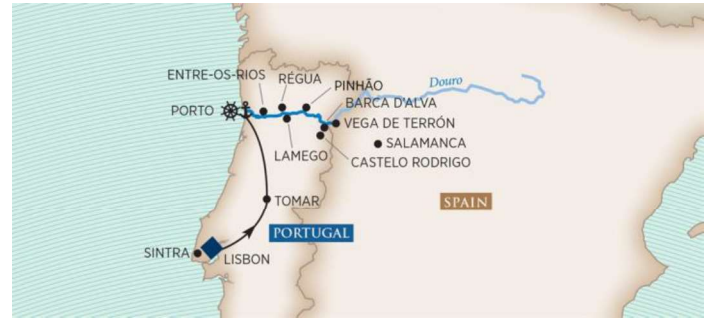 ENTRE-OS-RIOS
RÉGUA
PINHÃO
Douro
BARCA D'ALVA
PORTO
VEGA DE TERRÓN
SALAMANCA
LAMEGO
CASTELO RODRIGO
TOMAR
SPAIN
PORTUGAL
SINTRA
LISBON